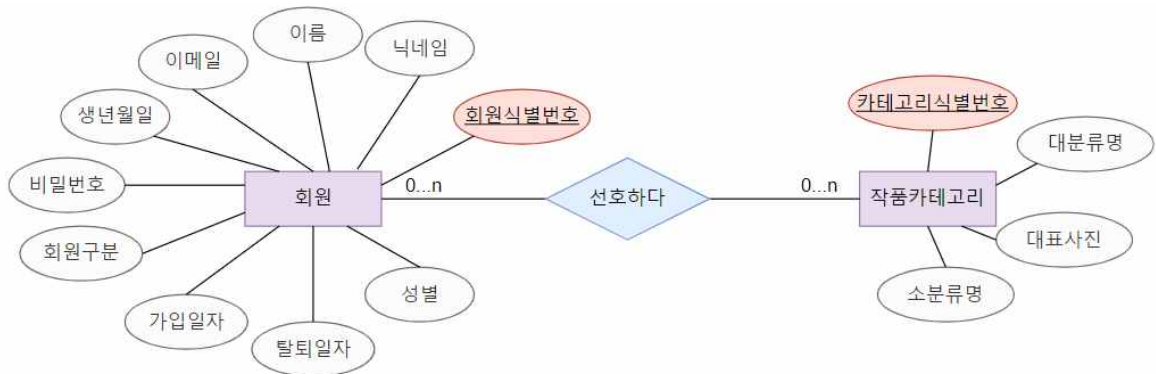 이름
닉네임
이메일
생년월일
회원식별번호
카테고리식별번호
대분류명
비밀번호
회원
0...n
선호하다
0...n
작품카테고리
회원구분
대표사진
성별
소분류명
가입일자
탈퇴일자